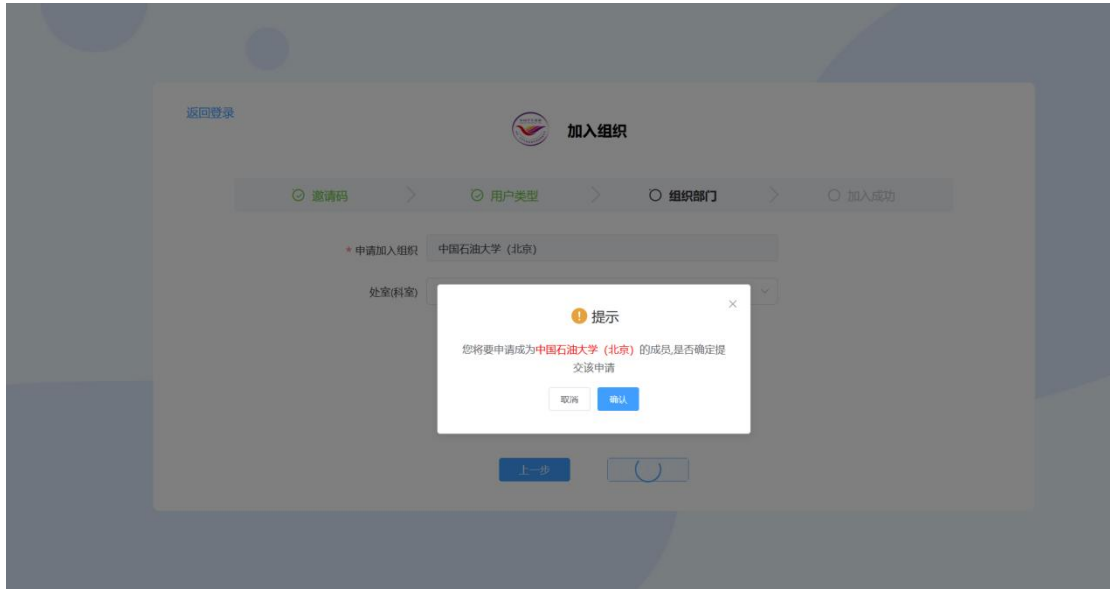 返回登录
加入组织
邀请码
用户类型
组织部门
加入成功
* 申请加入组织
中国石油大学（北京）
处室(科室)
提示
您将要申请成为中国石油大学（北京）的成员,是否确定提
交该申请
取消
确认
上一步